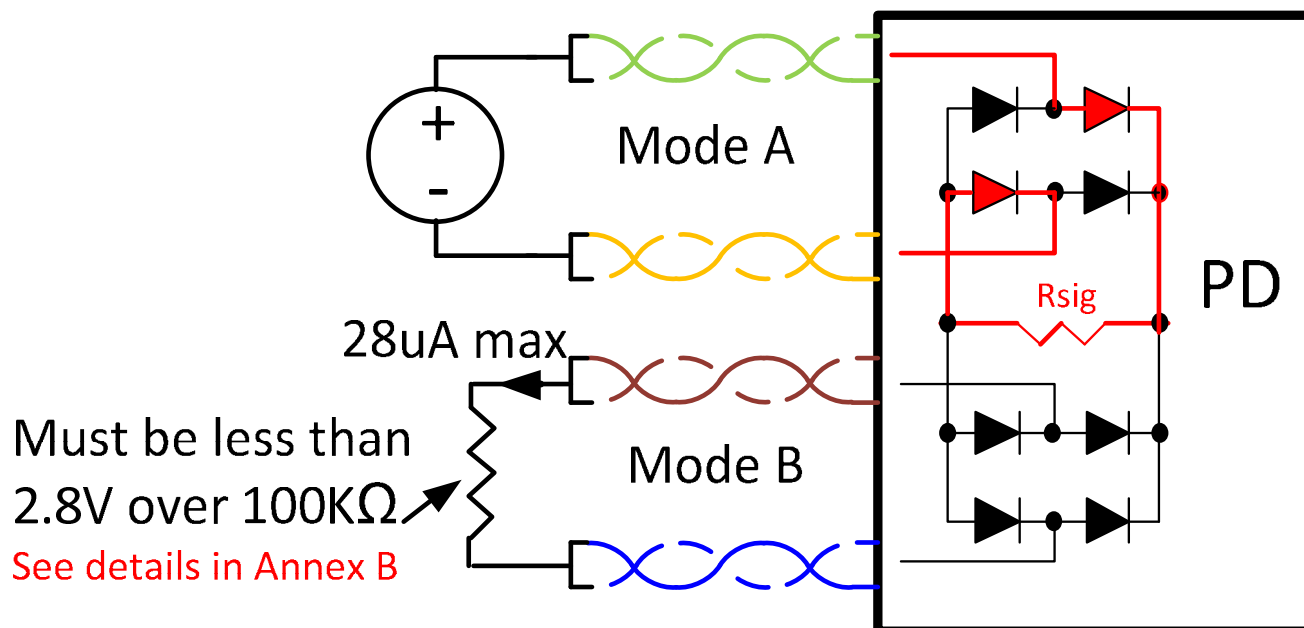 +
-
Mode A
PD
Rsig
28uA max
Must be less than
2.8V over 100KΩ
See details in Annex B
Mode B